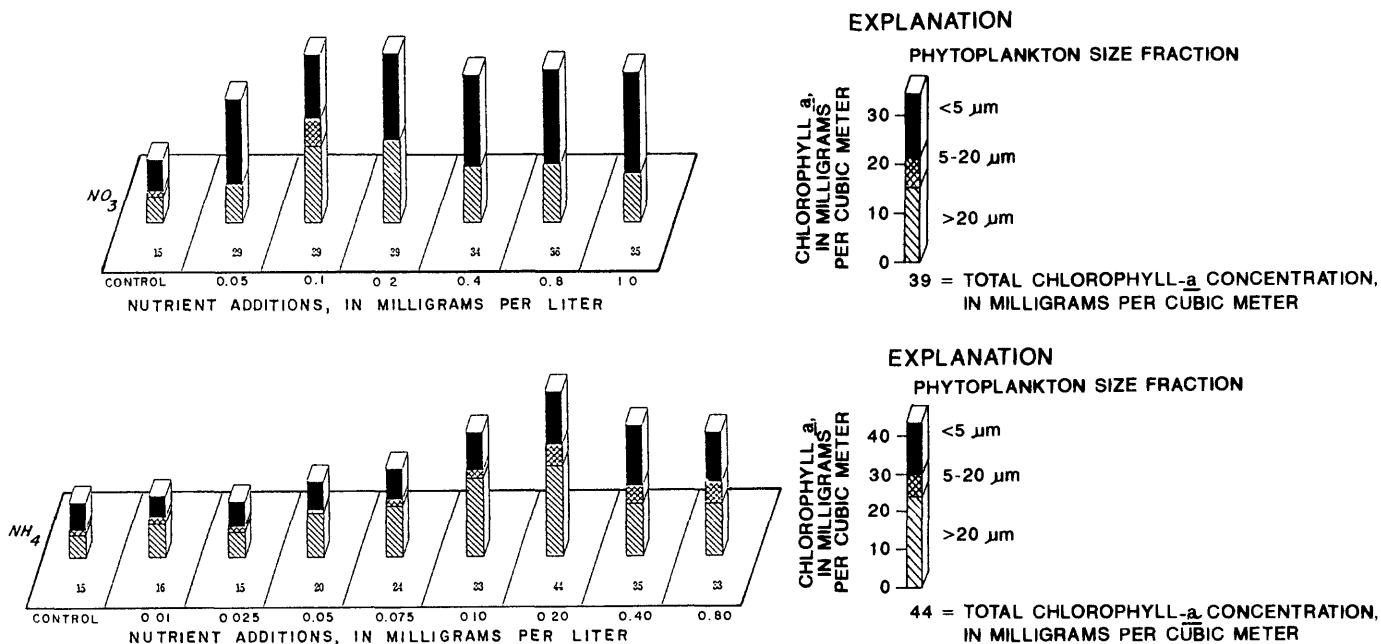 NO3
15 29 39 39 34 36 35
CONTROL 0.05 0.1 0 2 0.4 0.8 1 0
NUTRIENT ADDITIONS, IN MILLIGRAMS PER LITER
EXPLANATION
PHYTOPLANKTON SIZE FRACTION
CHLOROPHYLL a,
IN MILLIGRAMS
PER CUBIC METER
30
20
10
0
<5 µm
5-20 µm
>20 µm
39 = TOTAL CHLOROPHYLL-a CONCENTRATION,
IN MILLIGRAMS PER CUBIC METER
NH4
15 16 15 20 24 33 44 35 33
CONTROL 0 01 0 025 0.05 0.075 0.10 0.20 0.40 0.80
NUTRIENT ADDITIONS, IN MILLIGRAMS PER LITER
EXPLANATION
PHYTOPLANKTON SIZE FRACTION
CHLOROPHYLL a,
IN MILLIGRAMS
PER CUBIC METER
40
30
20
10
0
<5 µm
5-20 µm
>20 µm
44 = TOTAL CHLOROPHYLL-a CONCENTRATION,
IN MILLIGRAMS PER CUBIC METER